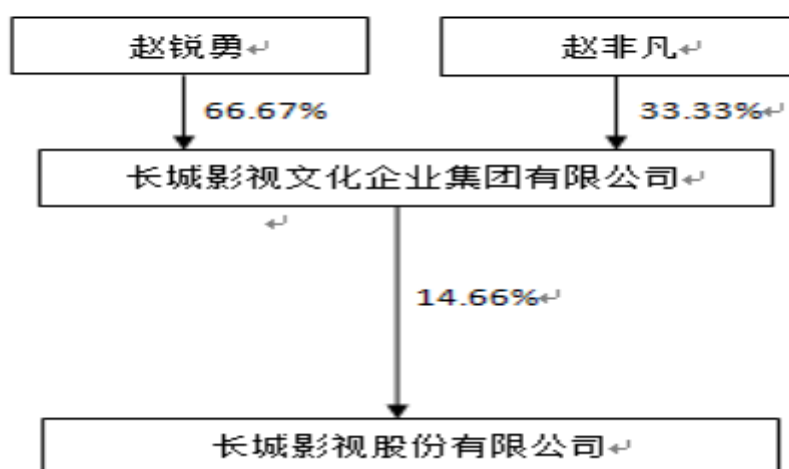 赵锐勇
赵非凡
66.67%
33.33%
长城影视文化企业集团有限公司
14.66%
长城影视股份有限公司